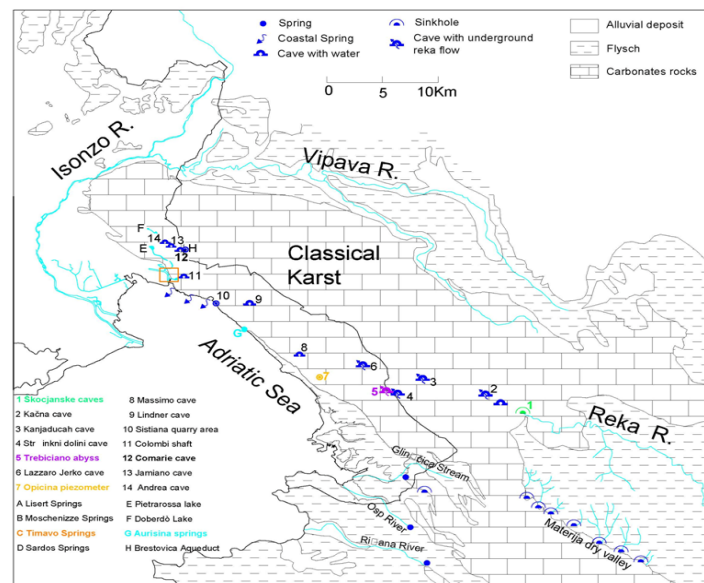 Spring
Coastal Spring
Cave with water
Sinkhole
Cave with underground
reka flow
Alluvial deposit
Flysch
Carbonates rocks
0 5 10Km
Isonzo R.
Vipava R.
F
14 13
E H
12
Classical
Karst
11
10 9
G
Adriatic Sea
8
7
6
5 4
3
2
1
Reka R.
Materija dry valley
Osp River
1 Škocjanske caves
2 Kačna cave
3 Kanjaducah cave
4 Str inkni dolini cave
5 Trebiciano abyss
6 Lazzaro Jerko cave
7 Opicina piezometer
A Lisert Springs
B Moschenizze Springs
C Timavo Springs
D Sardos Springs
8 Massimo cave
9 Lindner cave
10 Sistiana quarry area
11 Colombi shaft
12 Comarie cave
13 Jamiano cave
14 Andrea cave
E Pietrarossa lake
F Doberdò Lake
G Aurisina springs
H Brestovica Aqueduct